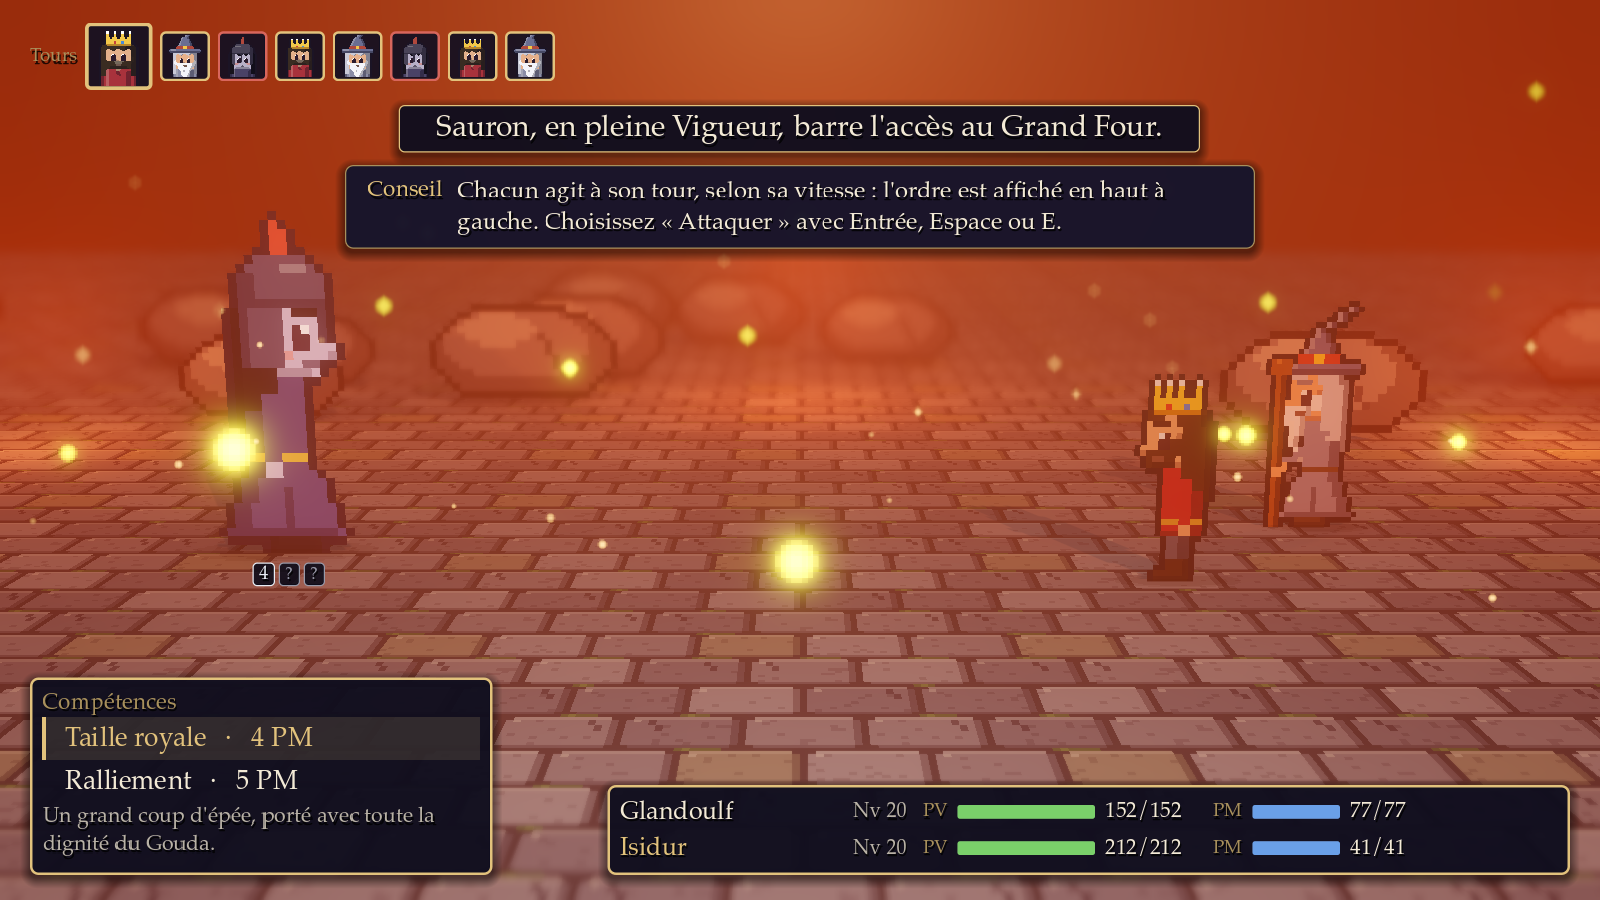 Tours
Sauron, en pleine Vigueur, barre l'accès au Grand Four.
Conseil Chacun agit à son tour, selon sa vitesse : l'ordre est affiché en haut à
gauche. Choisissez « Attaquer » avec Entrée, Espace ou E.
4 ? ?
Compétences
Taille royale · 4 PM
Ralliement · 5 PM
Un grand coup d'épée, porté avec toute la
dignité du Gouda.
Glandoulf Nv 20 PV 152/152 PM 77/77
Isidur Nv 20 PV 212/212 PM 41/41